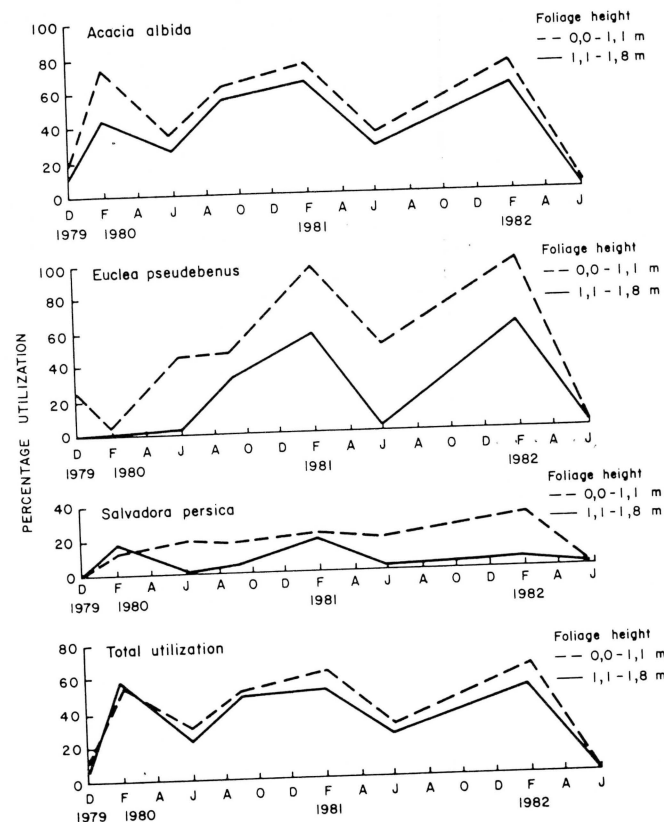 Acacia albida
Foliage height
0,0-1,1 m
1,1-1,8 m
100
80
60
40
20
0
D F J A O D F A J A O D F A J
1979 1980 1981 1982
Euclea pseudebenus
Foliage height
0,0-1,1 m
1,1-1,8 m
100
80
60
40
20
0
D F A J A O D F A J A O D F A J
1979 1980 1981 1982
PERCENTAGE UTILIZATION
Salvadora persica
Foliage height
0,0-1,1 m
1,1-1,8 m
40
20
0
D F A J A O D F A J A O D F A J
1979 1980 1981 1982
Total utilization
Foliage height
0,0-1,1 m
1,1-1,8 m
80
60
40
20
0
D F A J A O D F A J A O D F A J
1979 1980 1981 1982